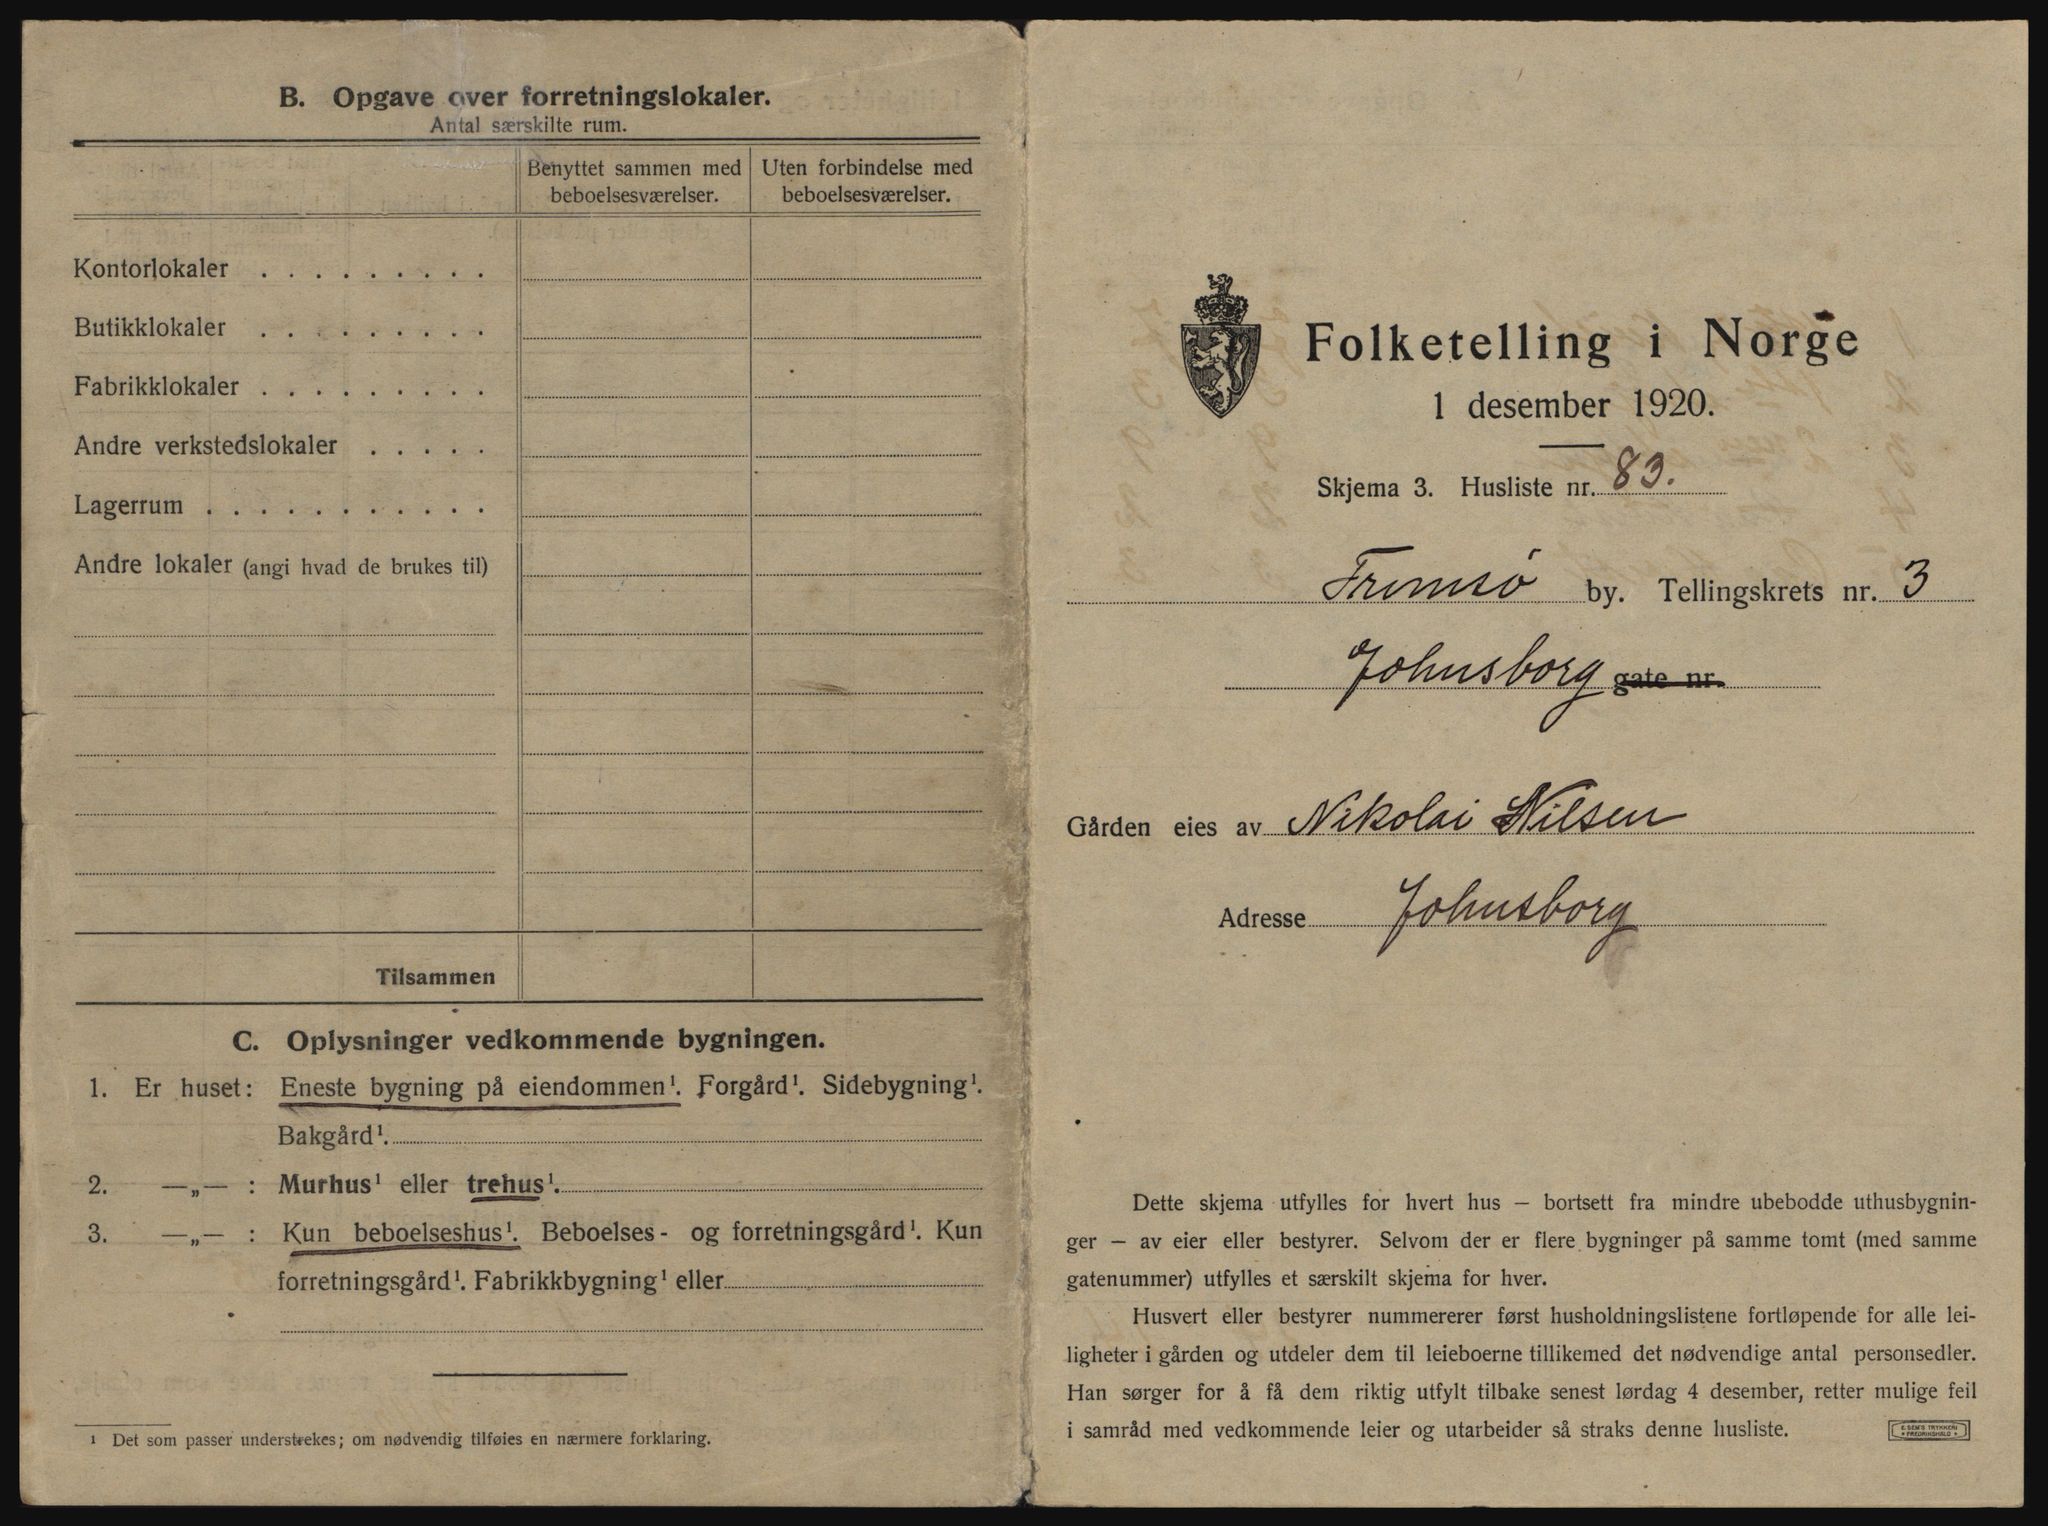 B. Opgave over forretningslokaler.
Antal særskilte rum.
Benyttet sammen med beboelsesværelser.
Uten forbindelse med beboelsesværelser.
Kontorlokaler . . . . . . . . .
Butikklokaler . . . . . . . . .
Fabrikklokaler . . . . . . . . .
Andre verkstedslokaler . . . . .
Lagerrum . . . . . . . . . . .
Andre lokaler (angi hvad de brukes til)
Tilsammen
C. Oplysninger vedkommende bygningen.
1. Er huset: Eneste bygning på eiendommen¹. Forgård¹. Sidebygning¹.
Bakgård¹.
2. —„— : Murhus¹ eller trehus¹.
3. —„— : Kun beboelseshus¹. Beboelses- og forretningsgård¹. Kun
forretningsgård¹. Fabrikkbygning¹ eller
¹ Det som passer understrekes; om nødvendig tilføies en nærmere forklaring.
Folketelling i Norge
1 desember 1920.
Skjema 3. Husliste nr. 83.
Tromsø by. Tellingskrets nr. 3
Johnsborg gate nr.
Gården eies av Nikolai Nilsen
Adresse Johnsborg
Dette skjema utfylles for hvert hus — bortsett fra mindre ubebodde uthusbygnin-
ger — av eier eller bestyrer. Selvom der er flere bygninger på samme tomt (med samme
gatenummer) utfylles et særskilt skjema for hver.
Husvert eller bestyrer nummererer først husholdningslistene fortløpende for alle lei-
ligheter i gården og utdeler dem til leieboerne tillikemed det nødvendige antal personsedler.
Han sørger for å få dem riktig utfylt tilbake senest lørdag 4 desember, retter mulige feil
i samråd med vedkommende leier og utarbeider så straks denne husliste.
E. SEM'S TRYKKERI
• FREDRIKSHALD •